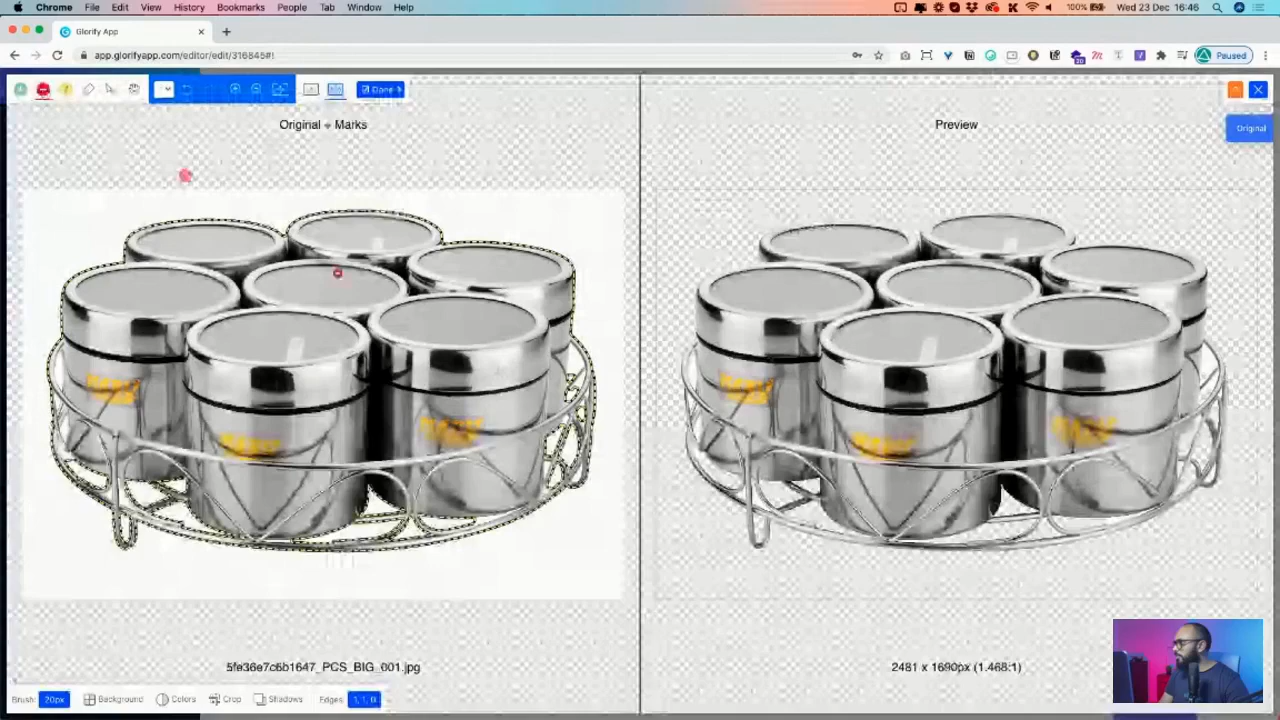 Chrome File Edit View History Bookmarks People Tab Window Help
100% Wed 23 Dec 16:46
Glorify App
app.glorifyapp.com/editor/edit/316845#!
Paused
Done
Original + Marks
Preview
Original
5fe36e7c6b1647_PCS_BIG_001.jpg
2481 x 1690px (1.468:1)
Brush: 20px Background Colors Crop Shadows Edges: